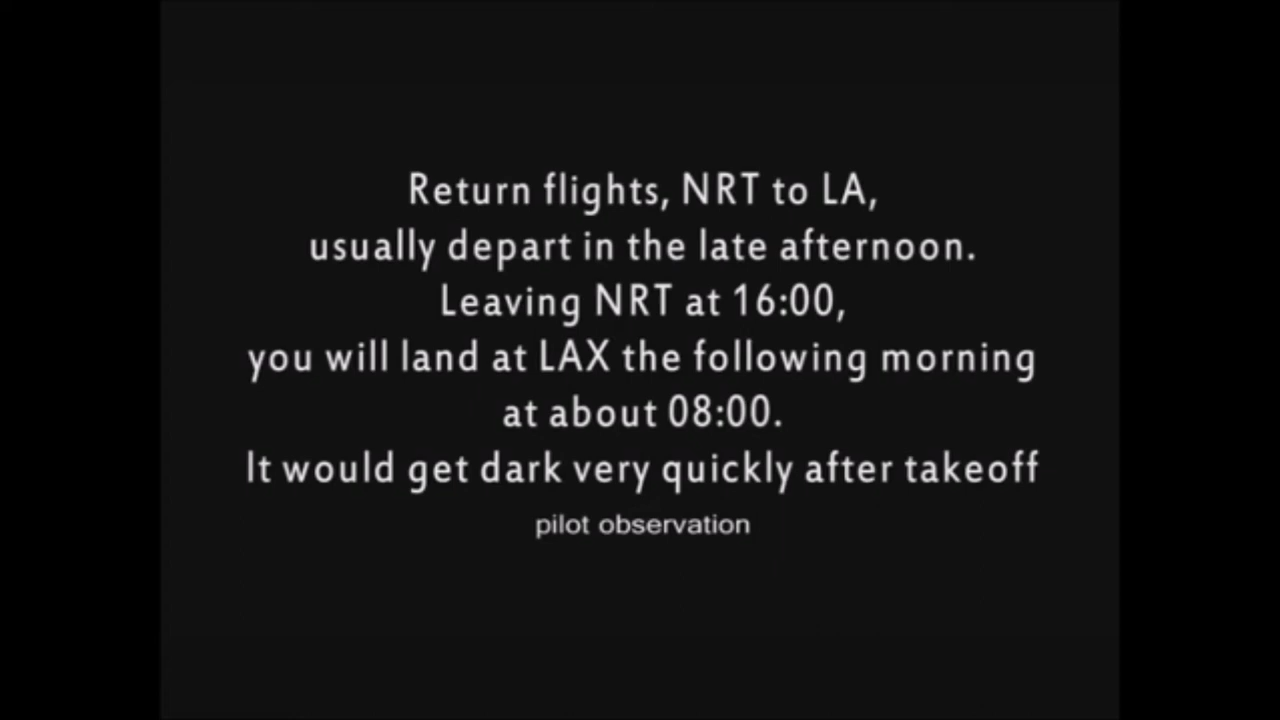 Return flights, NRT to LA,
usually depart in the late afternoon.
Leaving NRT at 16:00,
you will land at LAX the following morning
at about 08:00.
It would get dark very quickly after takeoff
pilot observation